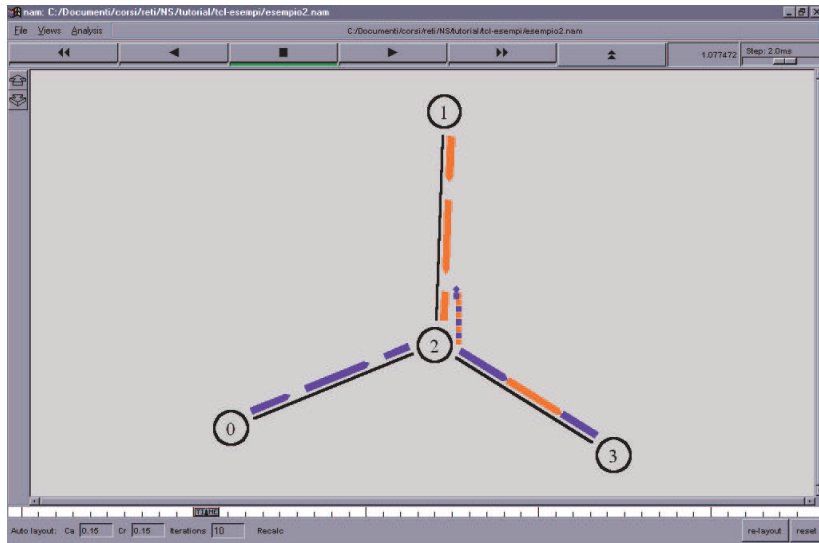 nam: C:/Documenti/corsi/reti/NS/tutorial/tcl-esempi/esempio2.nam
File Views Analysis C:/Documenti/corsi/reti/NS/tutorial/tcl-esempi/esempio2.nam
1.077472 Step: 2.0ms
1
2
0
3
Auto layout: Ca 0.15 Cr 0.15 Iterations 10 Recalc re-layout reset